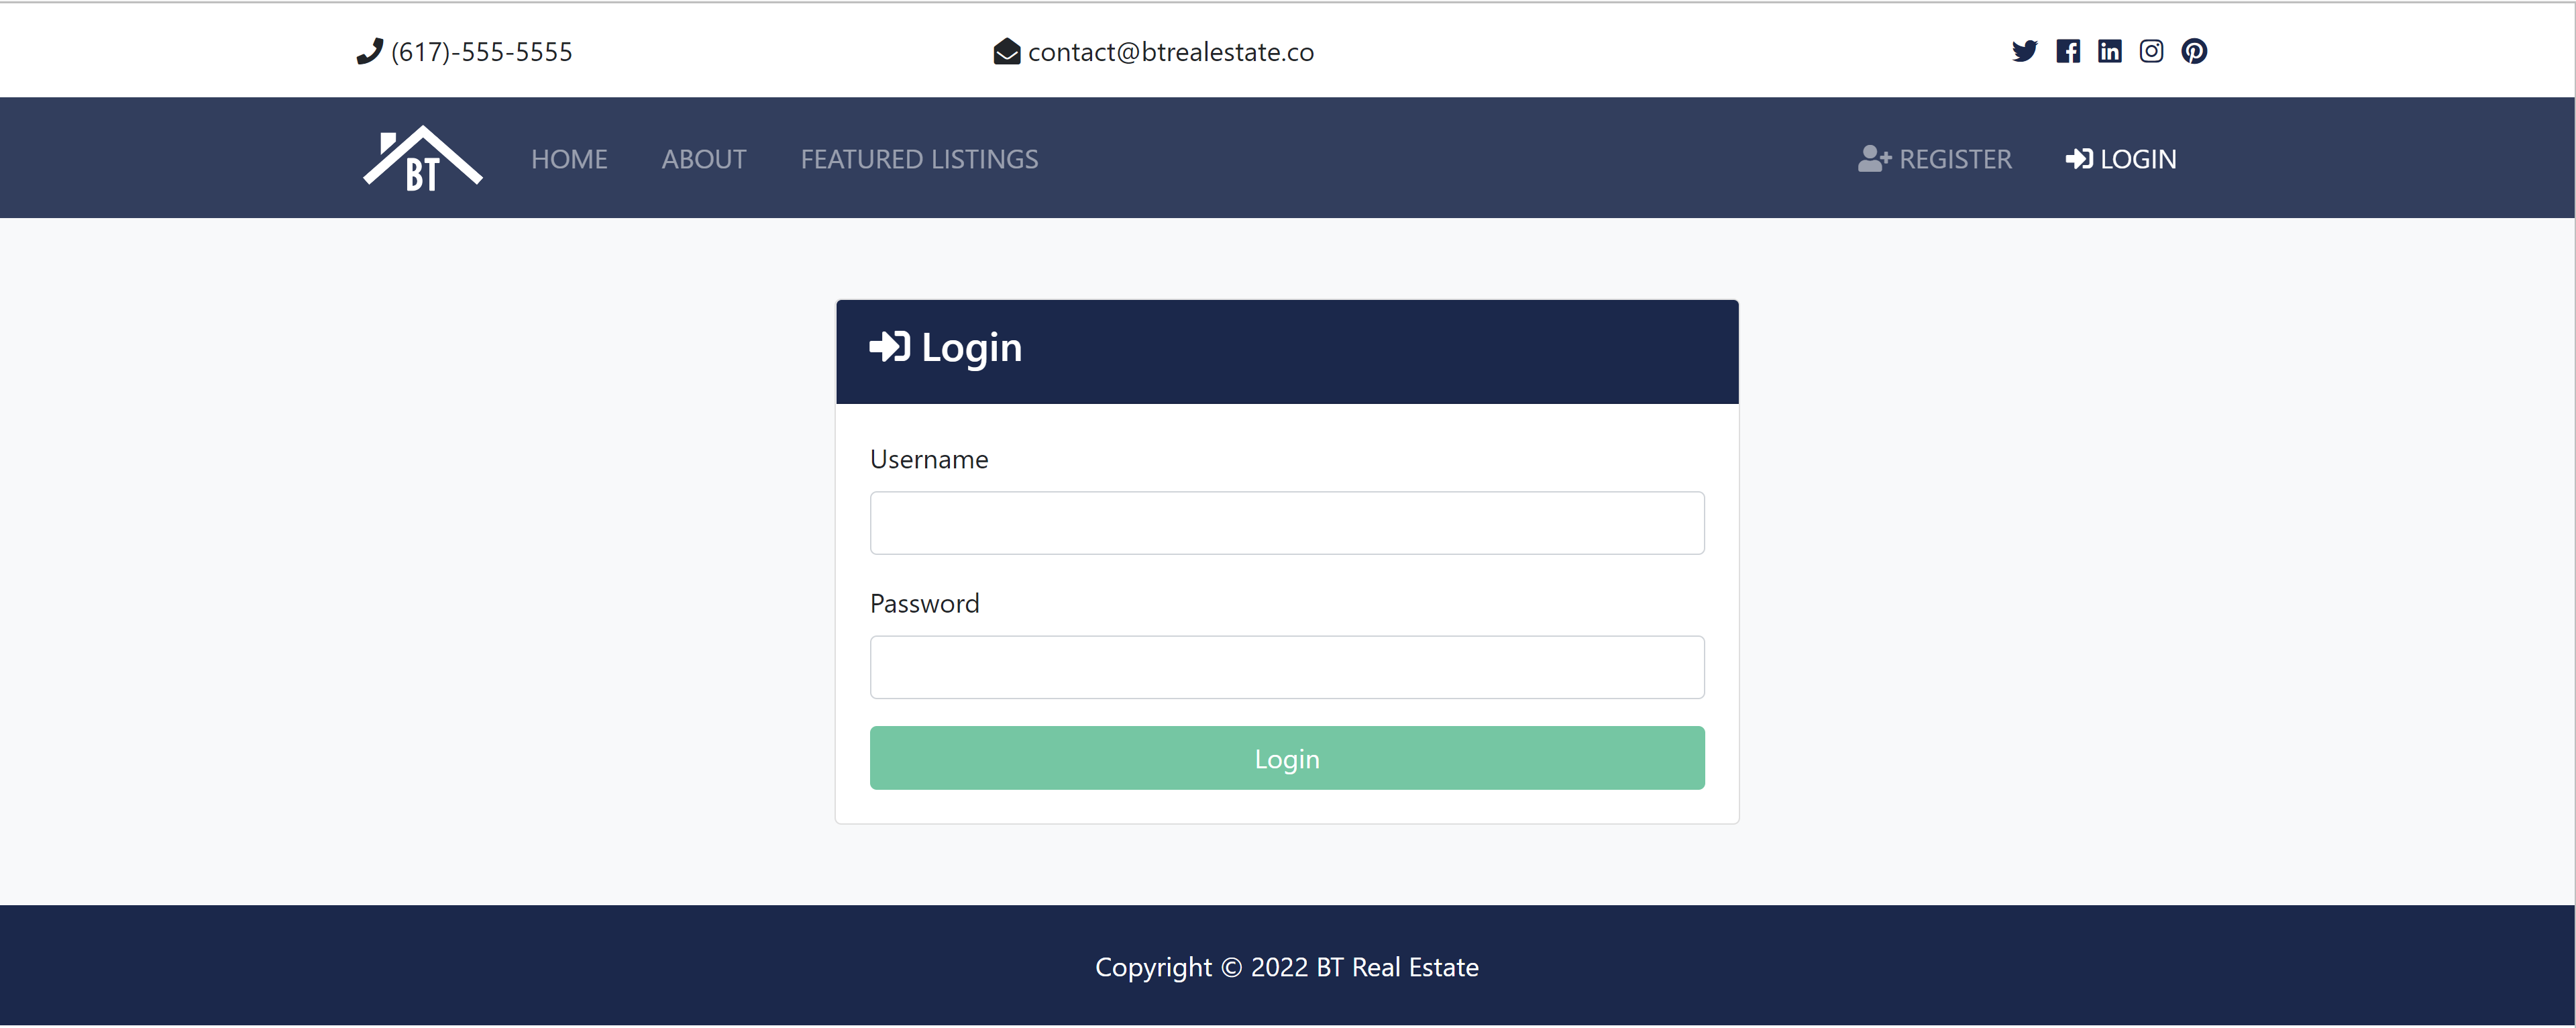 (617)-555-5555 contact@btrealestate.co
BT HOME ABOUT FEATURED LISTINGS REGISTER LOGIN
Login
Username
Password
Login
Copyright © 2022 BT Real Estate